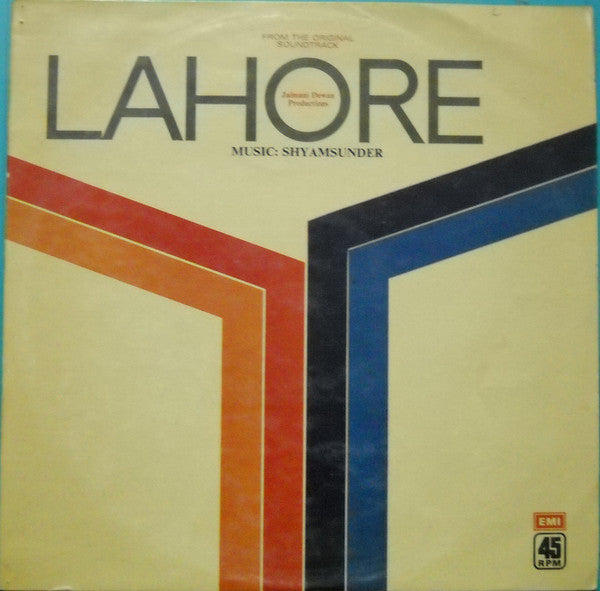 FROM THE ORIGINAL
SOUNDTRACK
LAHORE
Jaimani Dewan
Productions
MUSIC: SHYAMSUNDER
EMI
45
RPM